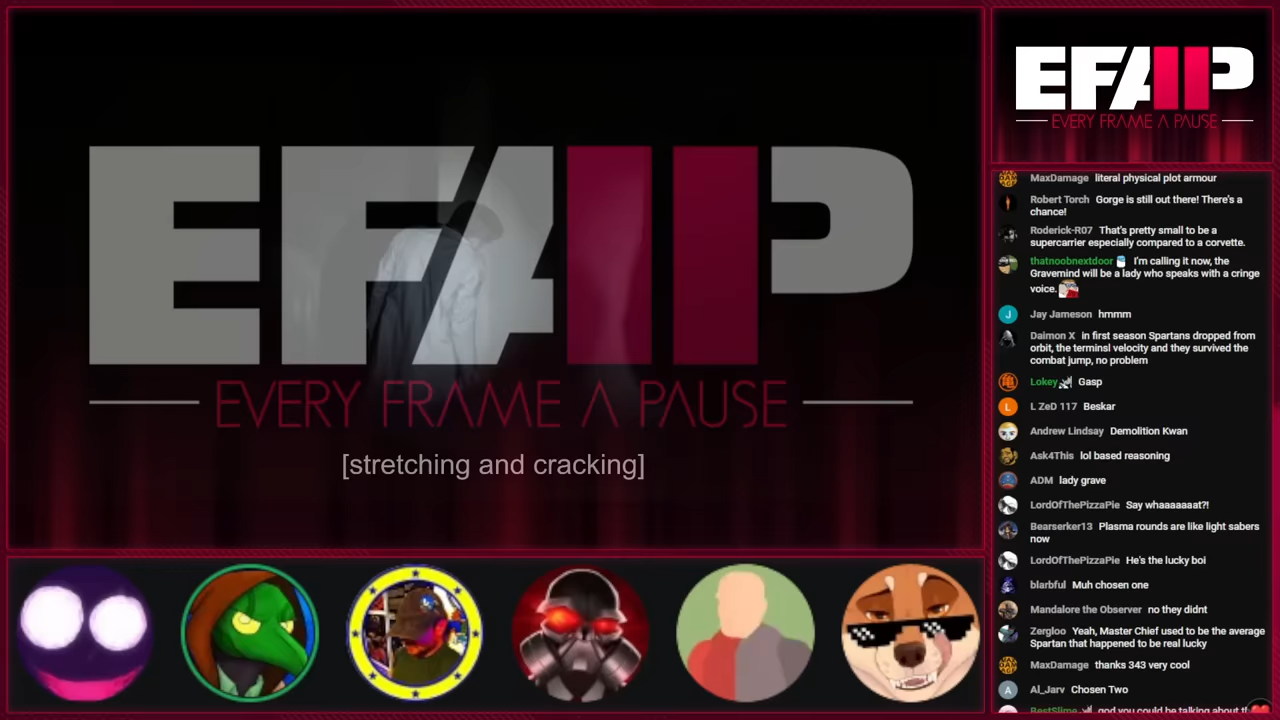 EFAP
EVERY FRAME A PAUSE
[stretching and cracking]
EFAP
EVERY FRAME A PAUSE
MaxDamage literal physical plot armour
Robert Torch Gorge is still out there! There's a
chance!
Roderick-R07 That's pretty small to be a
supercarrier especially compared to a corvette.
thatnoobnextdoor I'm calling it now, the
Gravemind will be a lady who speaks with a cringe
voice.
J Jay Jameson hmmm
Daimon X in first season Spartans dropped from
orbit, the terminsl velocity and they survived the
combat jump, no problem
Lokey Gasp
L L ZeD 117 Beskar
Andrew Lindsay Demolition Kwan
Ask4This lol based reasoning
ADM lady grave
LordOfThePizzaPie Say whaaaaaaat?!
Bearserker13 Plasma rounds are like light sabers
now
LordOfThePizzaPie He's the lucky boi
blarbful Muh chosen one
Mandalore the Observer no they didnt
Zergloo Yeah, Master Chief used to be the average
Spartan that happened to be real lucky
MaxDamage thanks 343 very cool
A Al_Jarv Chosen Two
BestSlime god you could be talking about